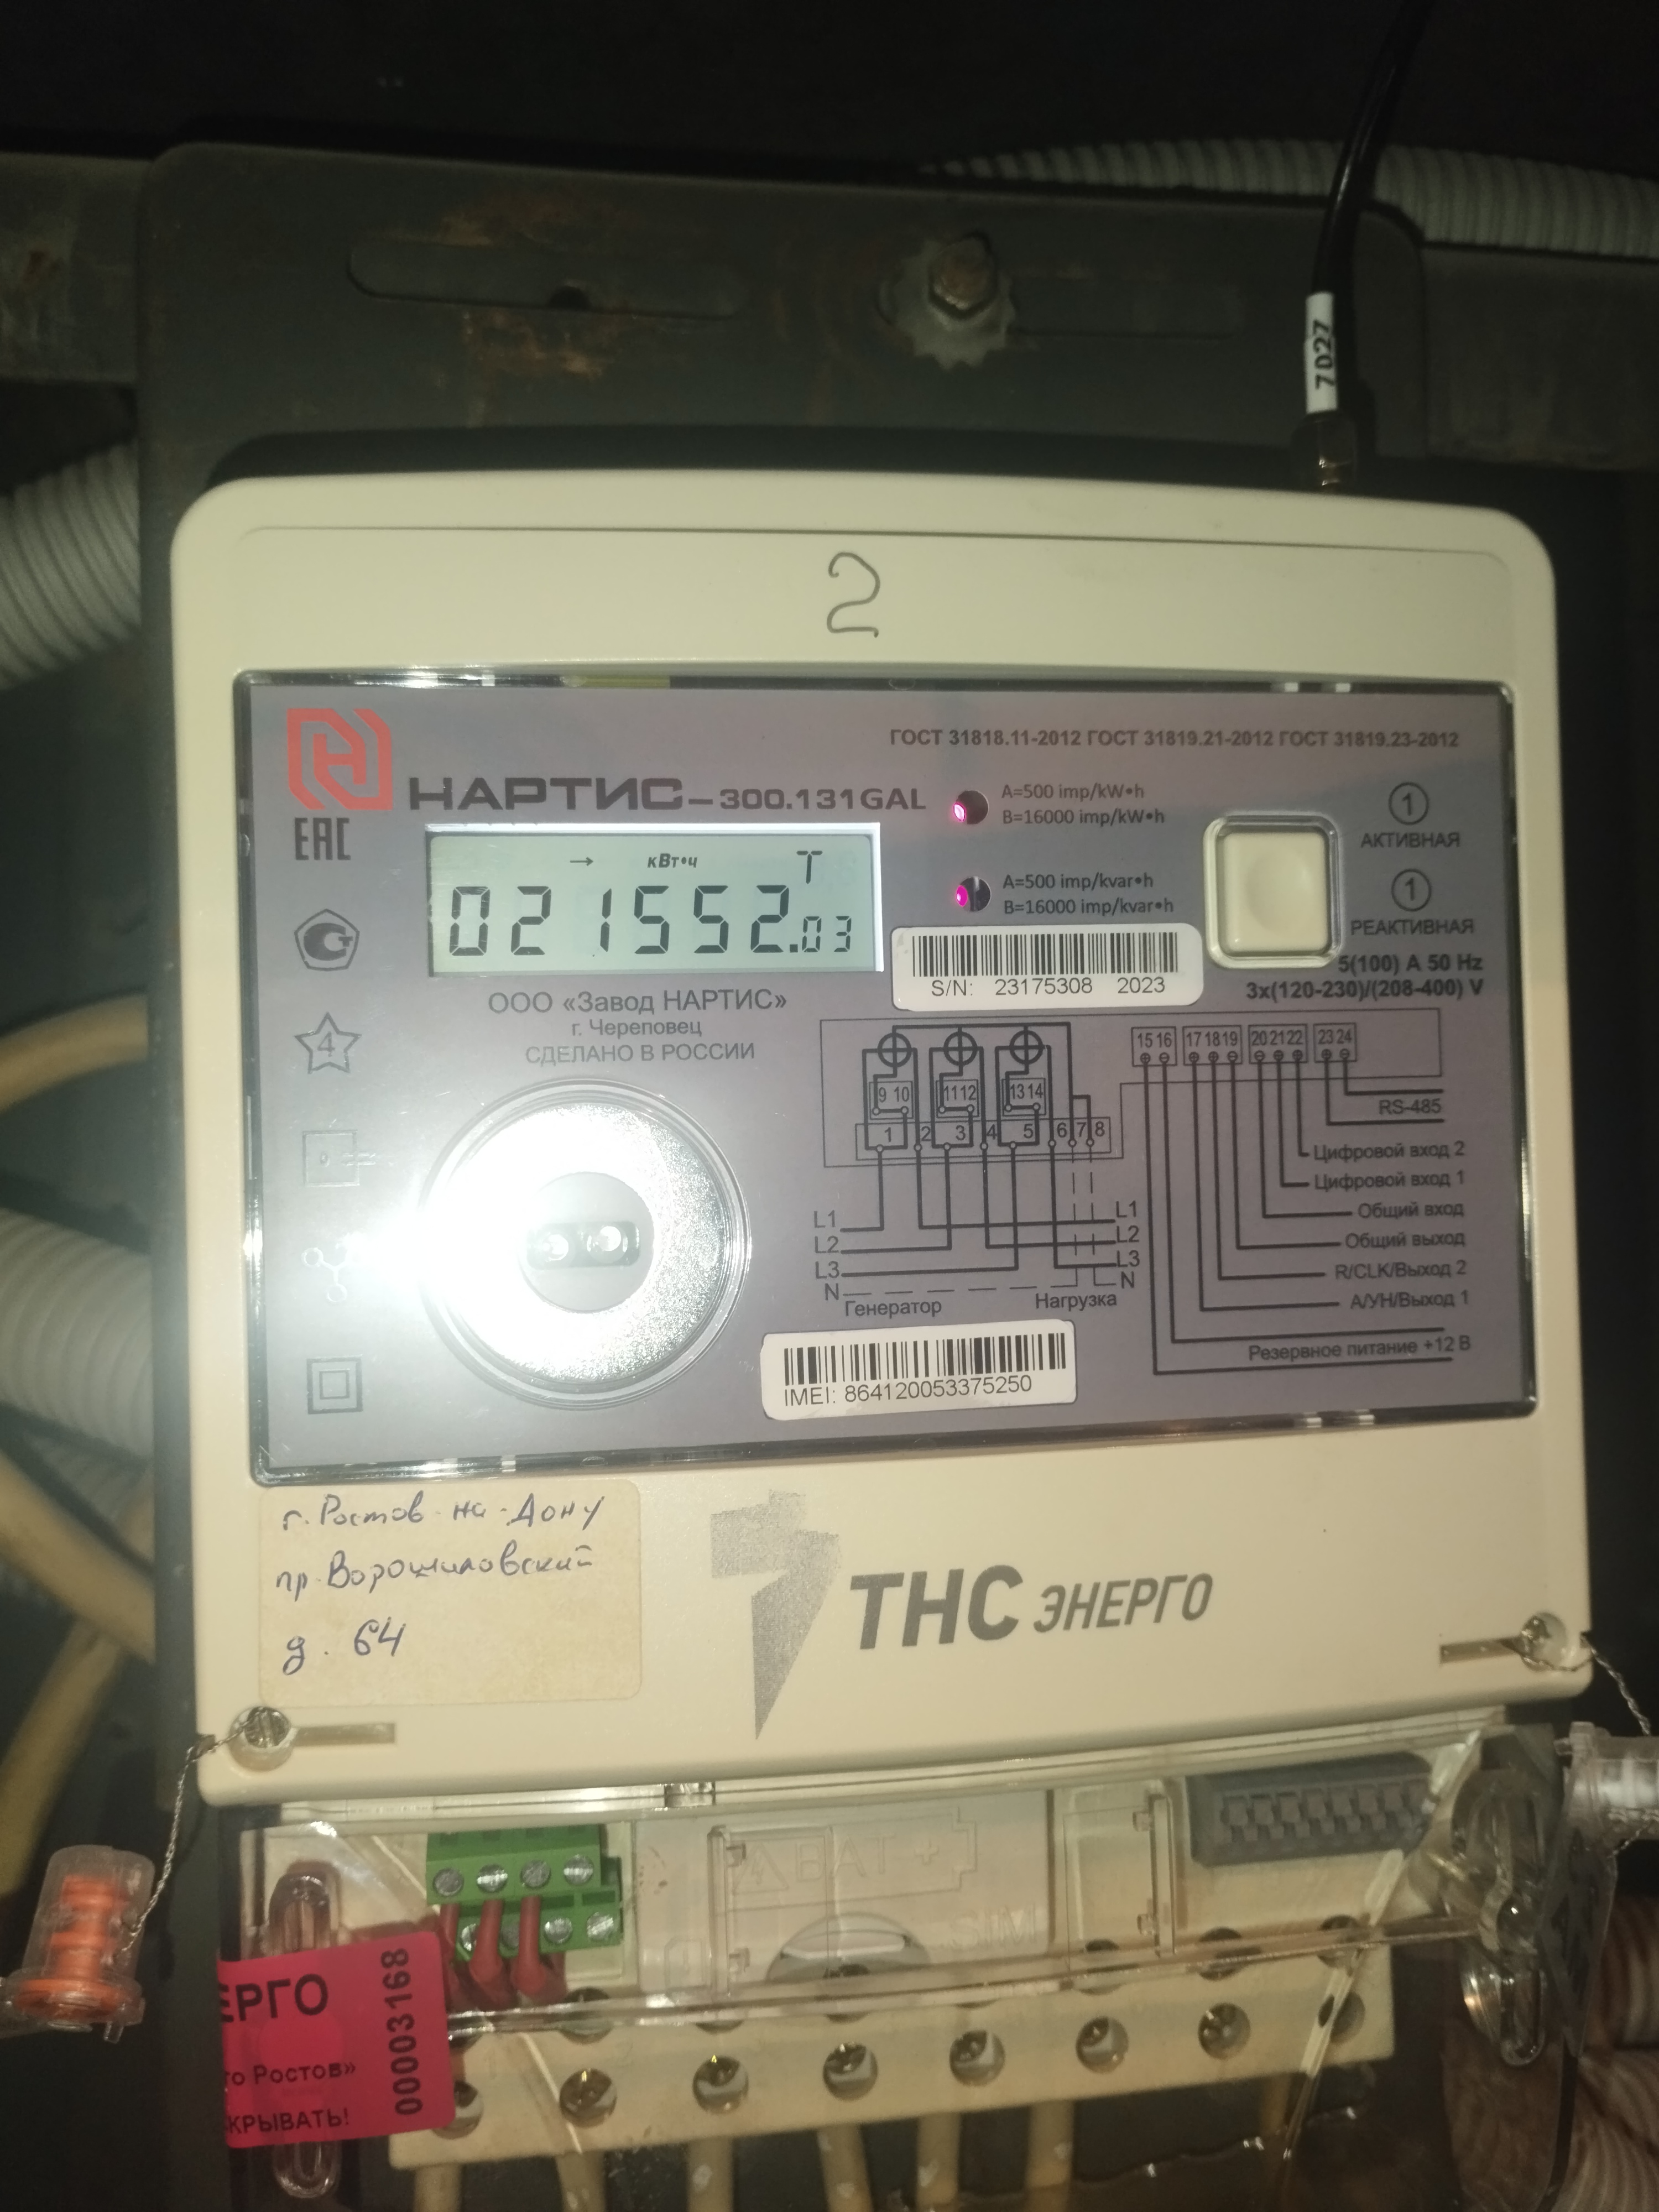 7027
2
ГОСТ 31818.11-2012 ГОСТ 31819.21-2012 ГОСТ 31819.23-2012
НАРТИС-300.131GAL
EAC
A=500 imp/kW•h
B=16000 imp/kW•h
1
АКТИВНАЯ
→ кВт•ч T
021552.03
A=500 imp/kvar•h
B=16000 imp/kvar•h
1
РЕАКТИВНАЯ
S/N: 23175308 2023
5(100) A 50 Hz
3x(120-230)/(208-400) V
ООО «Завод НАРТИС»
г. Череповец
СДЕЛАНО В РОССИИ
4
15 16 17 18 19 20 21 22 23 24
9 10 11 12 13 14
1 2 3 4 5 6 7 8
RS-485
Цифровой вход 2
Цифровой вход 1
Общий вход
Общий выход
R/CLK/Выход 2
А/УН/Выход 1
Резервное питание +12 В
L1 L1
L2 L2
L3 L3
N N
Генератор Нагрузка
IMEI: 864120053375250
г. Ростов-на-Дону
пр. Ворошиловский
д. 64
ТНС ЭНЕРГО
BAT +
SIM
ЕРГО
го Ростов»
КРЫВАТЬ!
00003168